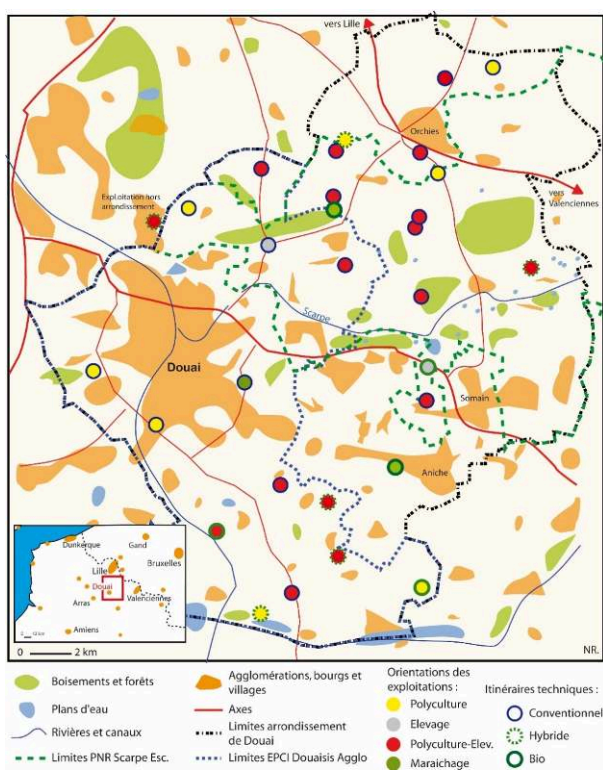 vers Lille
Orchies
Exploitation hors
arrondissement
vers
Valenciennes
Scarpe
Douai
Somain
Aniche
Dunkerque
Gand
Bruxelles
Lille
Douai
Arras
Valenciennes
Amiens
0 2 km
NR.
Boisements et forêts
Plans d'eau
Rivières et canaux
Limites PNR Scarpe Esc.
Agglomérations, bourgs et
villages
Axes
Limites arrondissement
de Douai
Limites EPCI Douaisis Agglo
Orientations des
exploitations :
Polyculture
Elevage
Polyculture-Elev.
Maraichage
Itinéraires techniques :
Conventionnel
Hybride
Bio